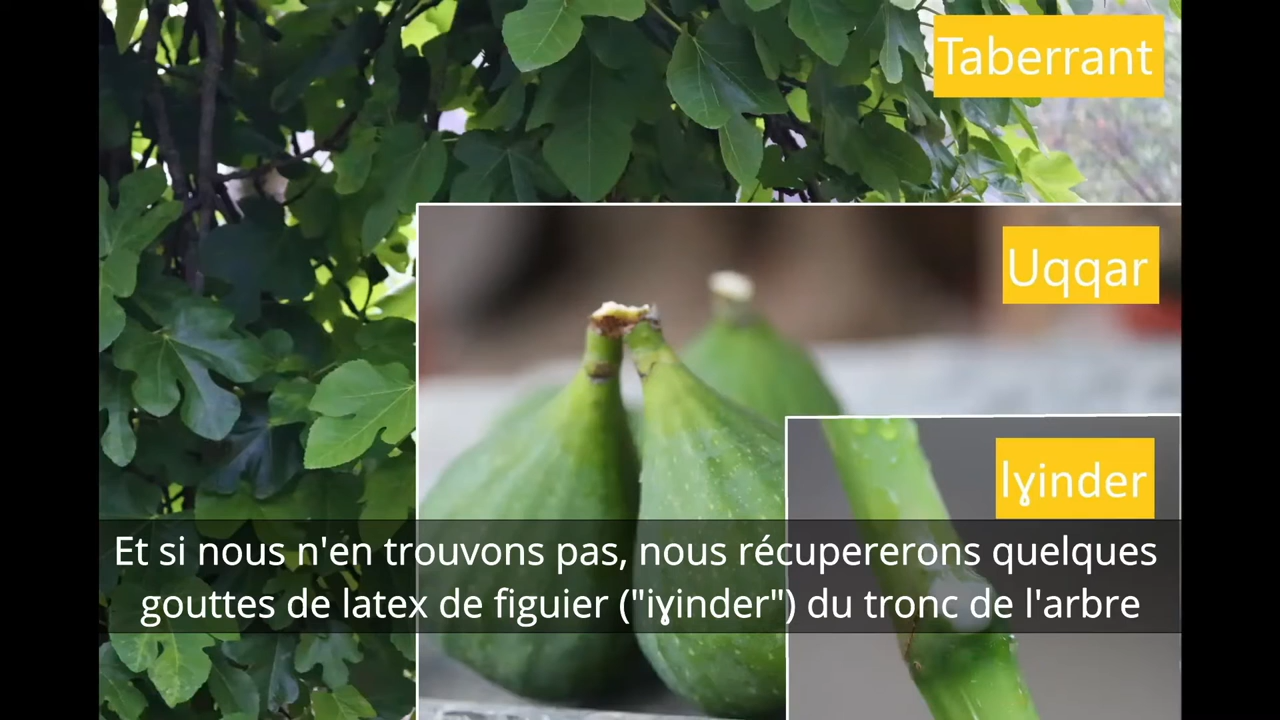 Taberrant
Uqqar
Iɣinder
Et si nous n'en trouvons pas, nous récupererons quelques
gouttes de latex de figuier ("iɣinder") du tronc de l'arbre